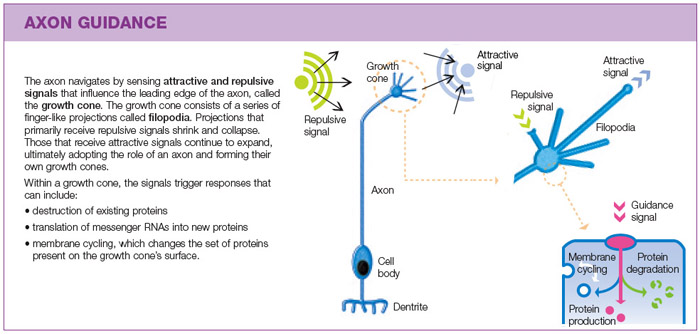 AXON GUIDANCE
The axon navigates by sensing attractive and repulsive
signals that influence the leading edge of the axon, called
the growth cone. The growth cone consists of a series of
finger-like projections called filopodia. Projections that
primarily receive repulsive signals shrink and collapse.
Those that receive attractive signals continue to expand,
ultimately adopting the role of an axon and forming their
own growth cones.
Within a growth cone, the signals trigger responses that
can include:
• destruction of existing proteins
• translation of messenger RNAs into new proteins
• membrane cycling, which changes the set of proteins
present on the growth cone's surface.
Repulsive
signal
Growth
cone
Attractive
signal
Axon
Cell
body
Dentrite
Attractive
signal
Repulsive
signal
Filopodia
Guidance
signal
Membrane
cycling
Protein
degradation
Protein
production